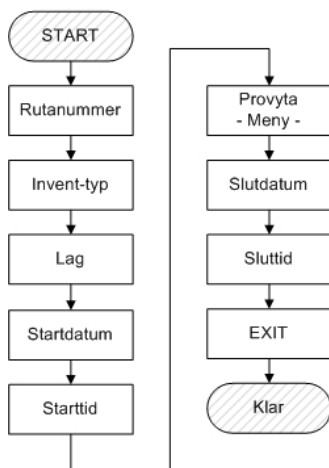 START
Rutanummer
Invent-typ
Lag
Startdatum
Starttid
Provyta
- Meny -
Slutdatum
Sluttid
EXIT
Klar